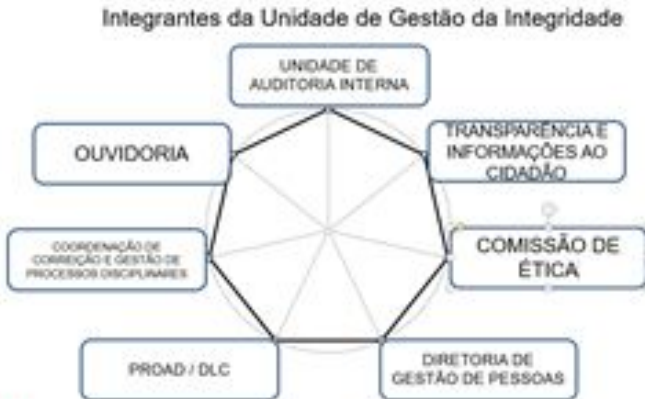 Integrantes da Unidade de Gestão da Integridade
UNIDADE DE
AUDITORIA INTERNA
OUVIDORIA
TRANSPARÊNCIA E
INFORMAÇÕES AO
CIDADÃO
COORDENAÇÃO DE
CORREIÇÃO E GESTÃO DE
PROCESSOS DISCIPLINARES
COMISSÃO DE
ÉTICA
PROAD / DLC
DIRETORIA DE
GESTÃO DE PESSOAS